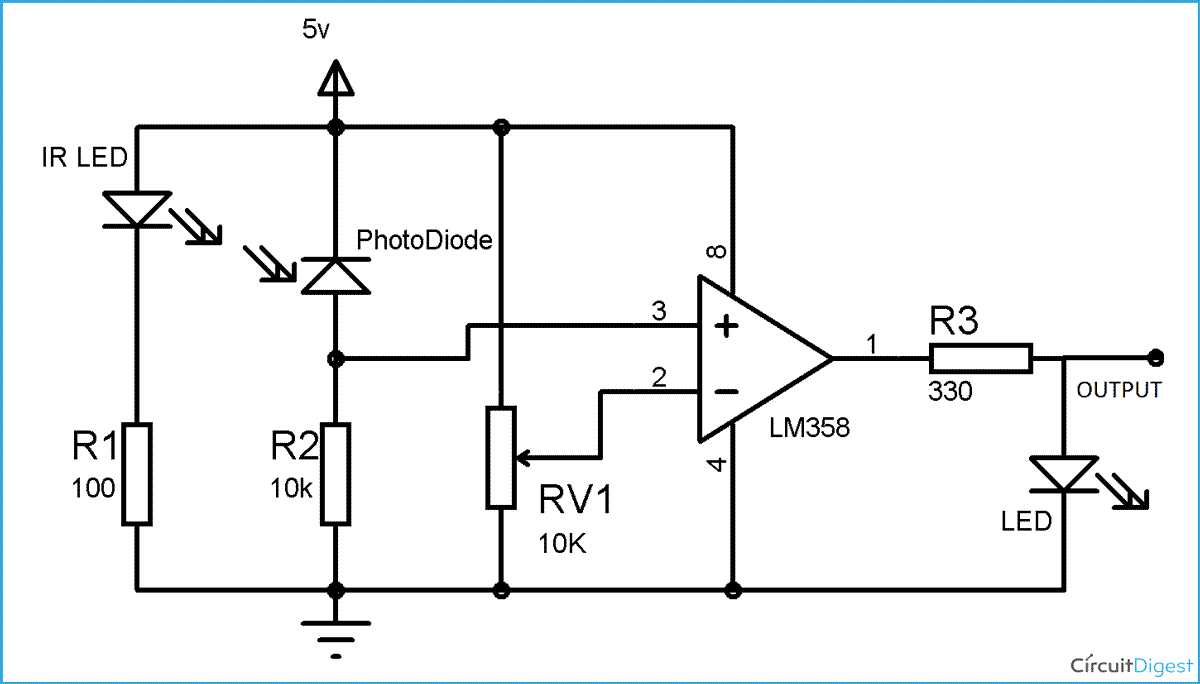 5v
IR LED
PhotoDiode
8
3
+
2
−
1
R3
330
OUTPUT
LM358
4
R1
100
R2
10k
RV1
10K
LED
CírcuitDigest